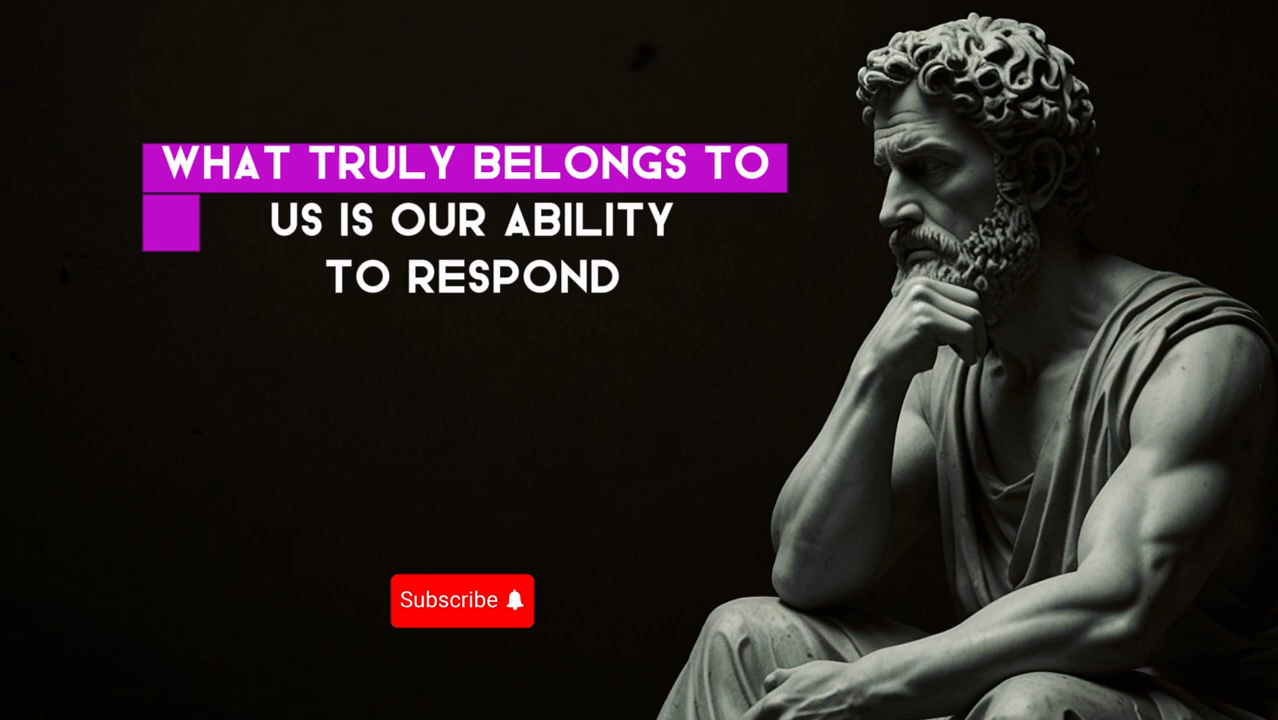 WHAT TRULY BELONGS TO
US IS OUR ABILITY
TO RESPOND
Subscribe